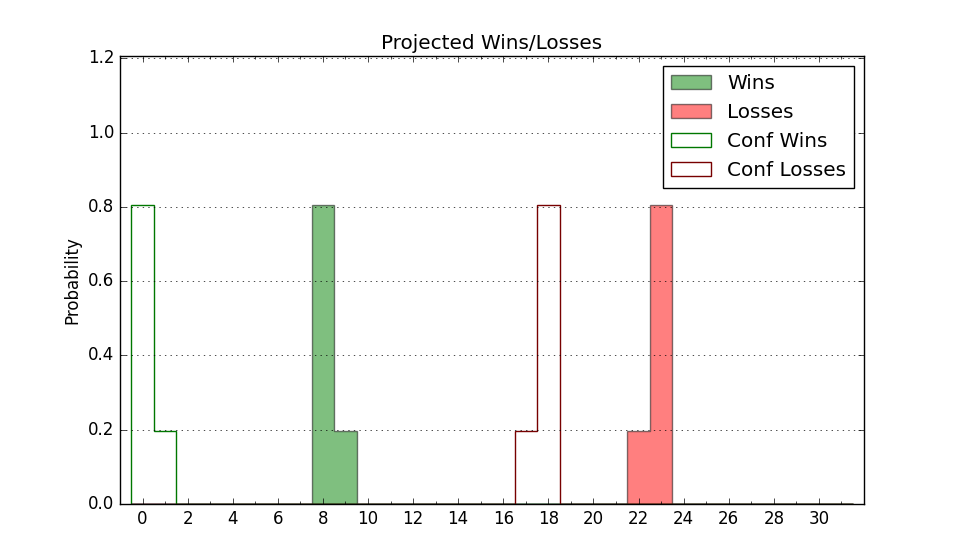 Projected Wins/Losses
1.2
1.0
0.8
0.6
0.4
0.2
0.0
Probability
Wins
Losses
Conf Wins
Conf Losses
0 2 4 6 8 10 12 14 16 18 20 22 24 26 28 30